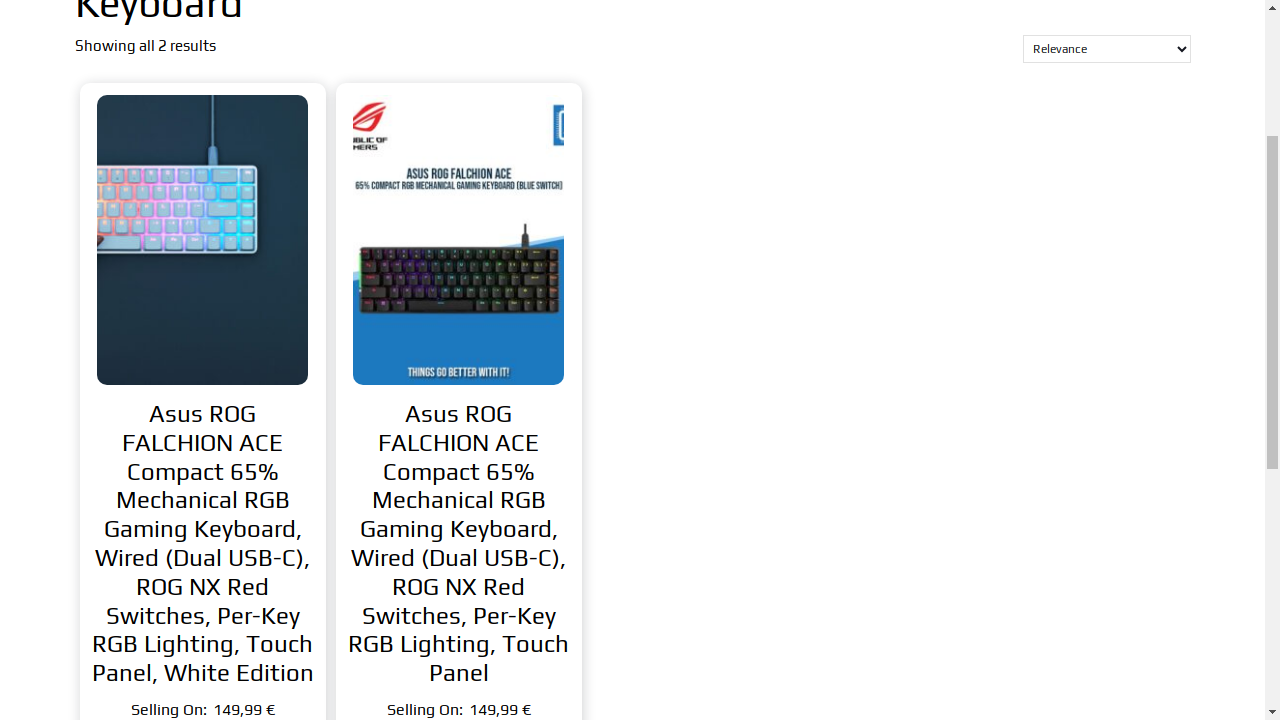 Keyboard
Showing all 2 results
Relevance
Asus ROG
FALCHION ACE
Compact 65%
Mechanical RGB
Gaming Keyboard,
Wired (Dual USB-C),
ROG NX Red
Switches, Per-Key
RGB Lighting, Touch
Panel, White Edition
Selling On: 149,99 €
BLIC OF
MERS
ASUS ROG FALCHION ACE
65% COMPACT RGB MECHANICAL GAMING KEYBOARD (BLUE SWITCH)
THINGS GO BETTER WITH IT!
Asus ROG
FALCHION ACE
Compact 65%
Mechanical RGB
Gaming Keyboard,
Wired (Dual USB-C),
ROG NX Red
Switches, Per-Key
RGB Lighting, Touch
Panel
Selling On: 149,99 €